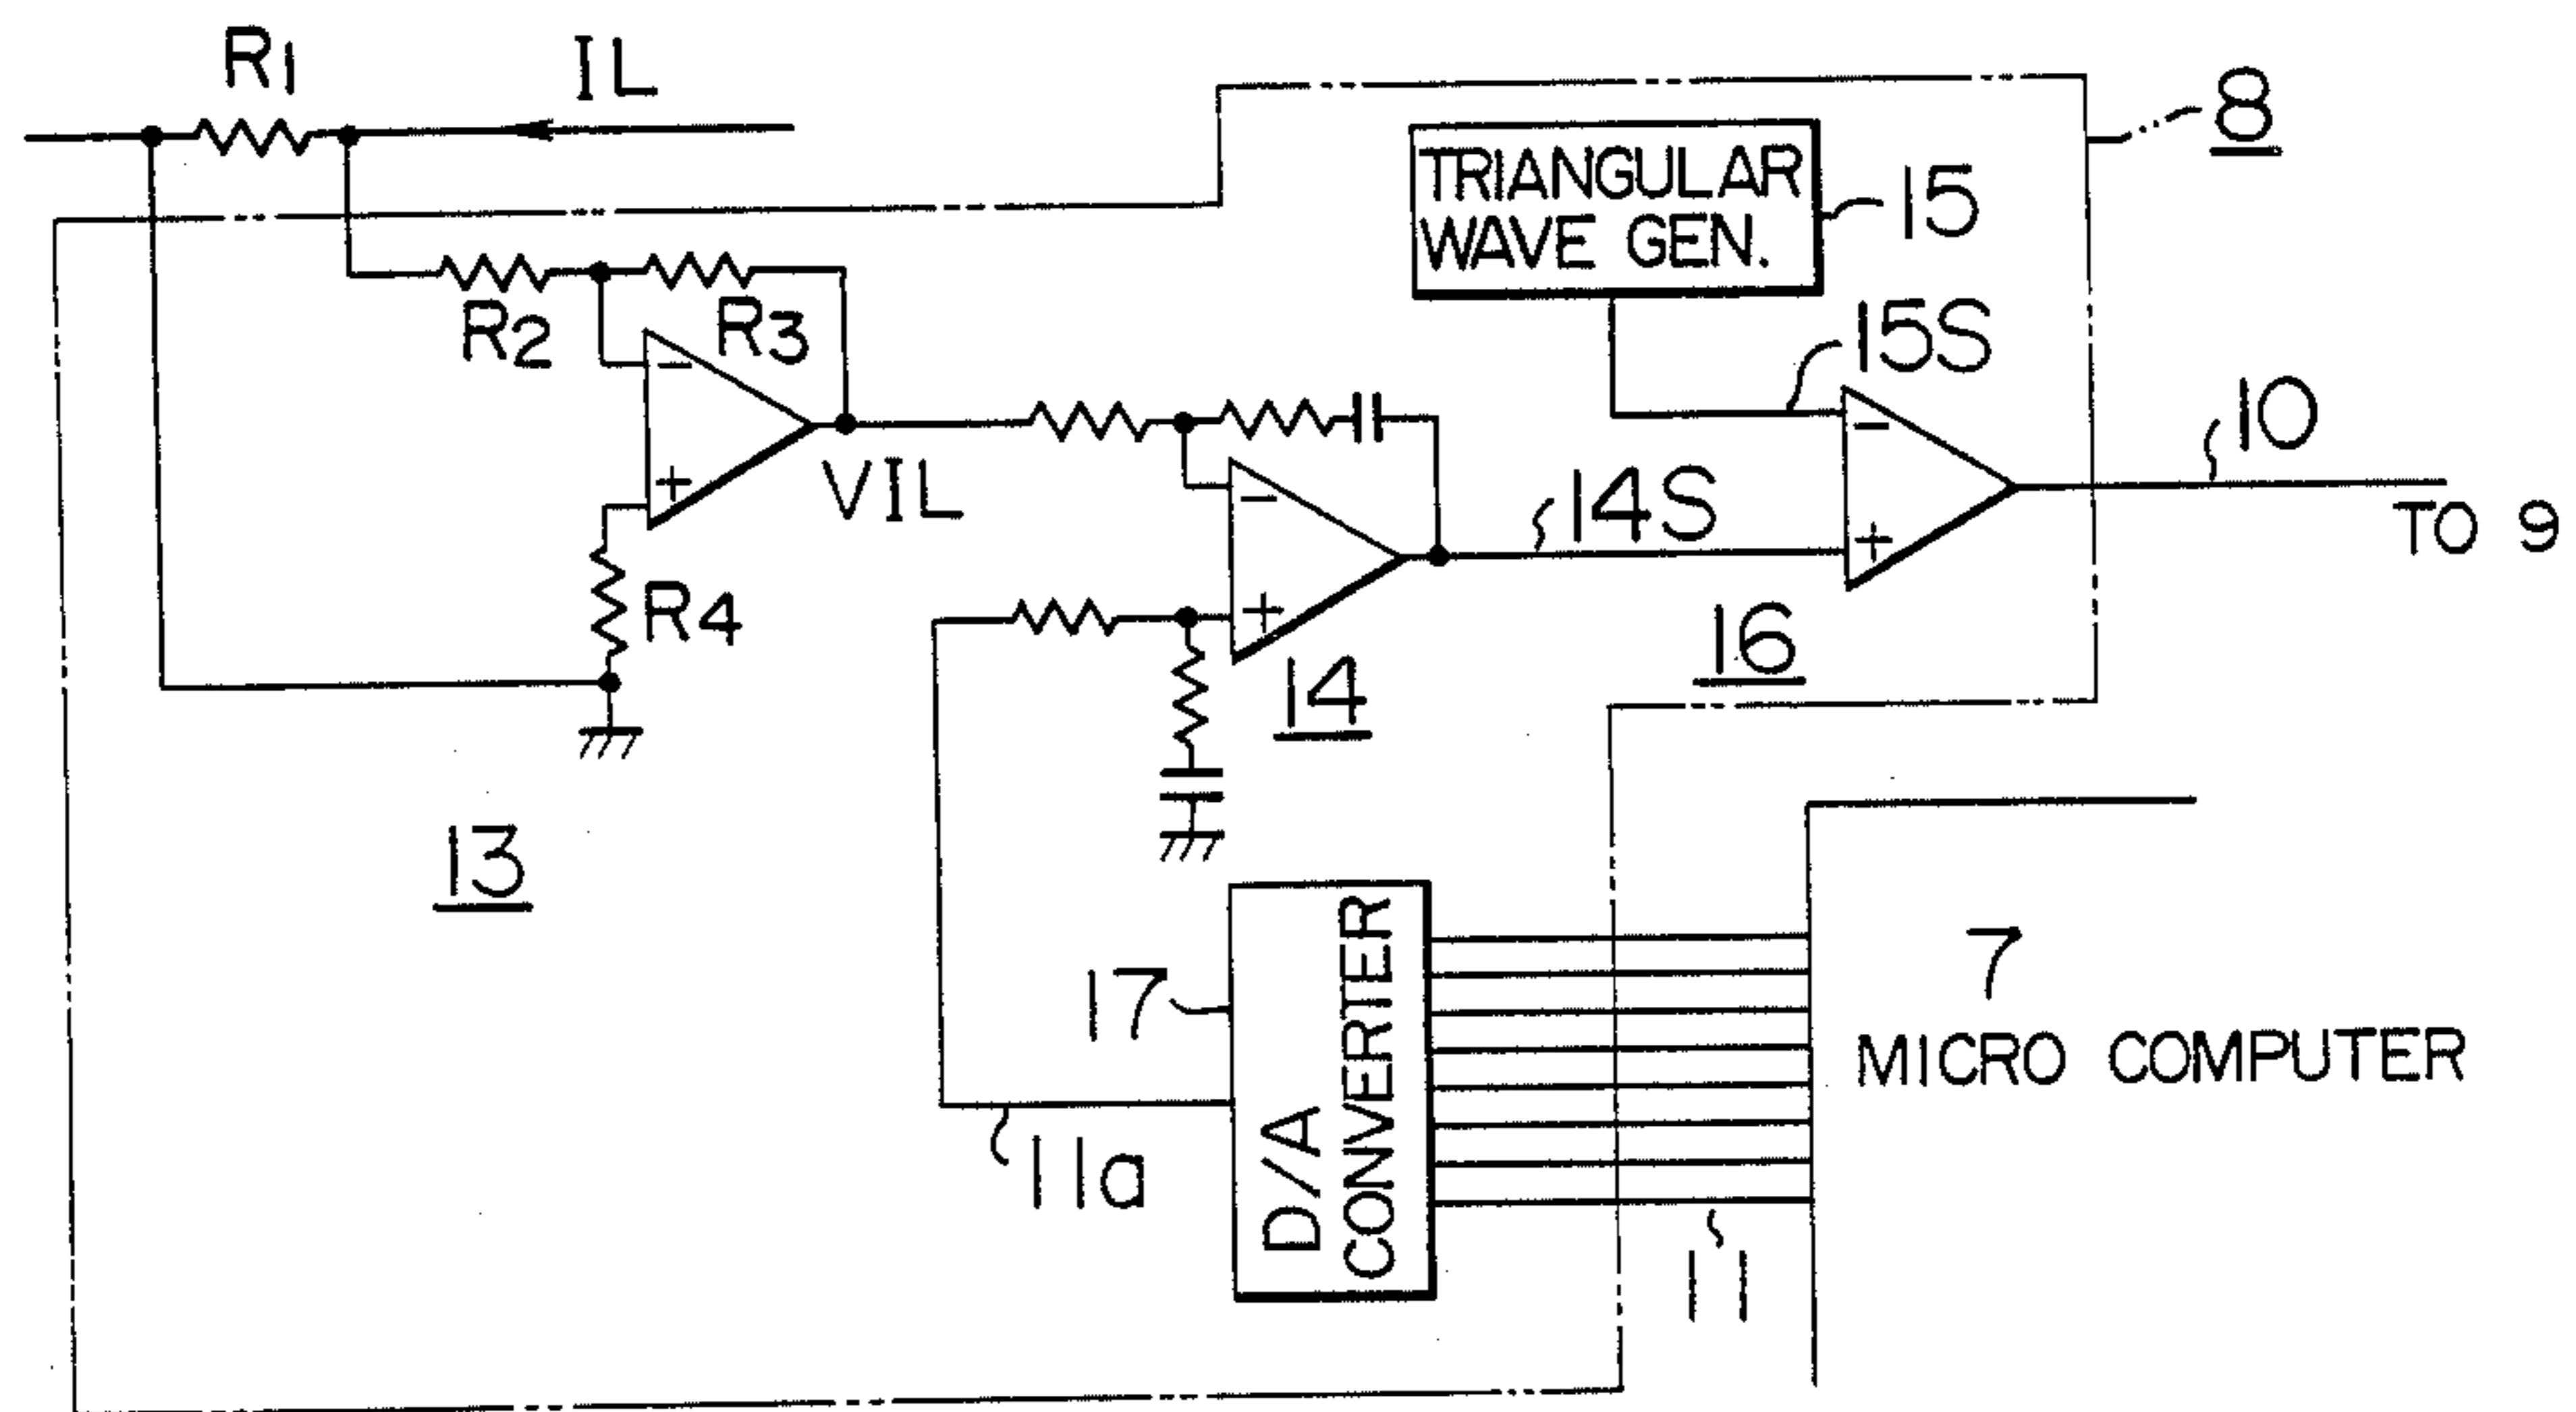 R1
IL
8
TRIANGULAR
WAVE GEN.
15
R2
R3
15S
10
−
−
+
VIL
14S
−
+
TO 9
R4
+
16
14
13
D/A
CONVERTER
17
7
MICRO COMPUTER
11a
11